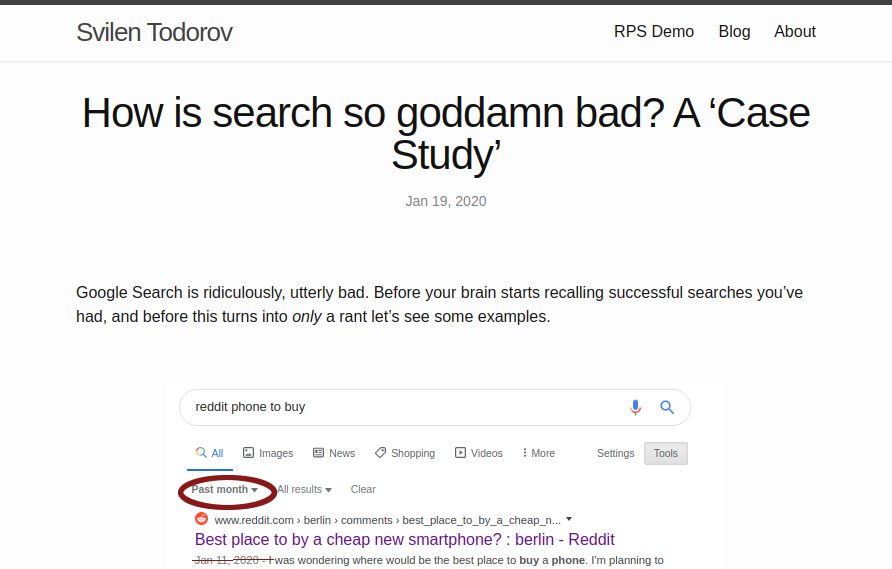 Svilen Todorov
RPS Demo Blog About
How is search so goddamn bad? A ‘Case
Study’
Jan 19, 2020
Google Search is ridiculously, utterly bad. Before your brain starts recalling successful searches you’ve
had, and before this turns into only a rant let’s see some examples.
reddit phone to buy
All Images News Shopping Videos More Settings Tools
Past month All results Clear
www.reddit.com › berlin › comments › best_place_to_by_a_cheap_n...
Best place to by a cheap new smartphone? : berlin - Reddit
Jan 11, 2020 - I was wondering where would be the best place to buy a phone. I'm planning to